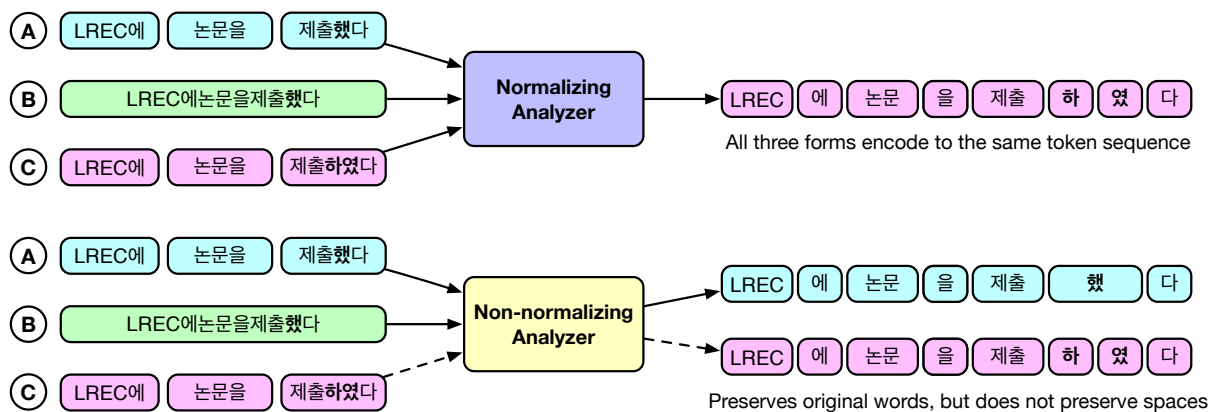 A LREC에 논문을 제출했다
B LREC에논문을제출했다
C LREC에 논문을 제출하였다
Normalizing
Analyzer
LREC 에 논문 을 제출 하 였 다
All three forms encode to the same token sequence
A LREC에 논문을 제출했다
B LREC에논문을제출했다
C LREC에 논문을 제출하였다
Non-normalizing
Analyzer
LREC 에 논문 을 제출 했 다
LREC 에 논문 을 제출 하 였 다
Preserves original words, but does not preserve spaces